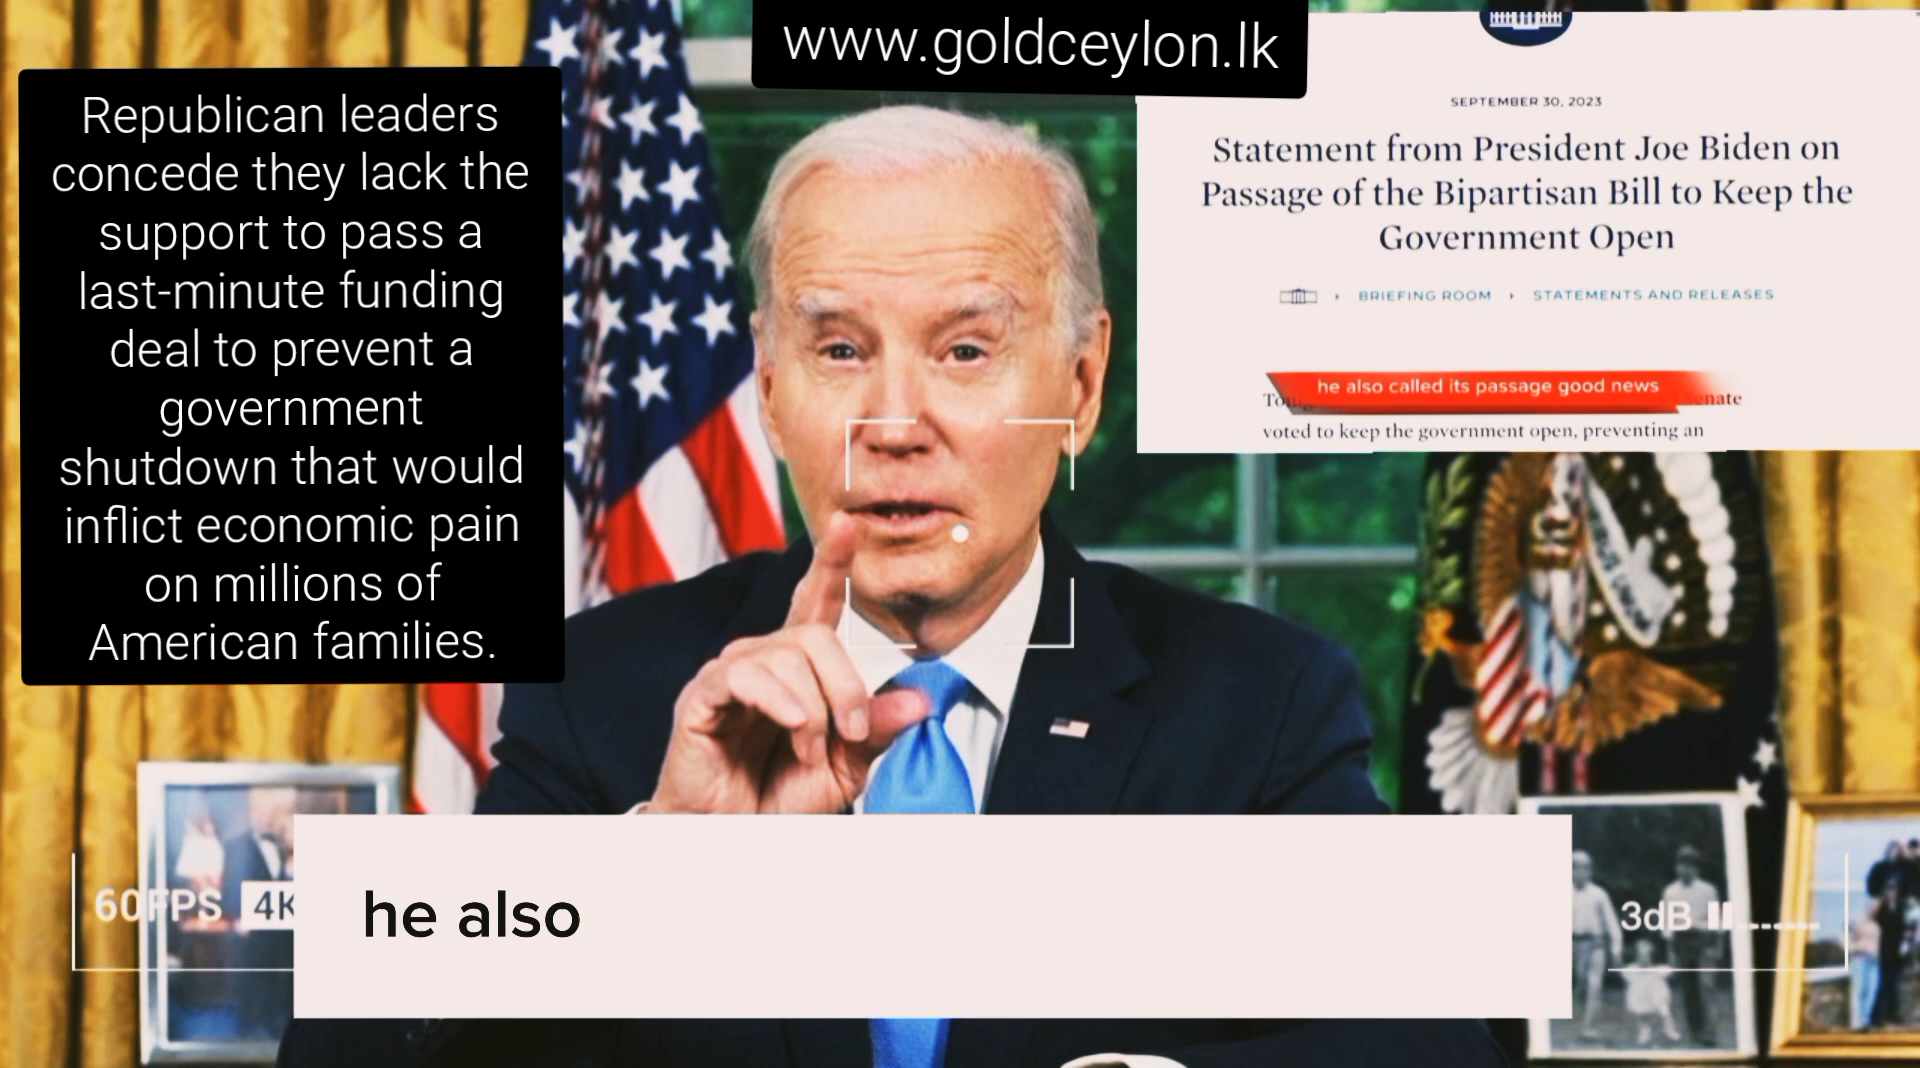 www.goldceylon.lk
Republican leaders
concede they lack the
support to pass a
last-minute funding
deal to prevent a
government
shutdown that would
inflict economic pain
on millions of
American families.
SEPTEMBER 30, 2023
Statement from President Joe Biden on
Passage of the Bipartisan Bill to Keep the
Government Open
BRIEFING ROOM › STATEMENTS AND RELEASES
he also called its passage good news
voted to keep the government open, preventing an
he also
60FPS 4K
3dB